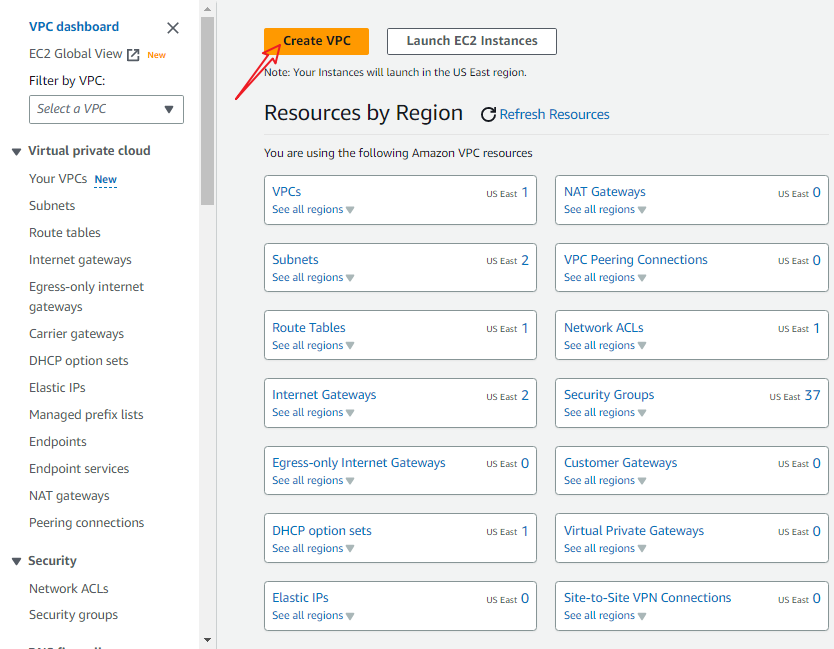 VPC dashboard
EC2 Global View New
Filter by VPC:
Select a VPC
Virtual private cloud
Your VPCs New
Subnets
Route tables
Internet gateways
Egress-only internet
gateways
Carrier gateways
DHCP option sets
Elastic IPs
Managed prefix lists
Endpoints
Endpoint services
NAT gateways
Peering connections
Security
Network ACLs
Security groups
Create VPC
Launch EC2 Instances
Note: Your Instances will launch in the US East region.
Resources by Region
Refresh Resources
You are using the following Amazon VPC resources
VPCs US East 1
See all regions
NAT Gateways US East 0
See all regions
Subnets US East 2
See all regions
VPC Peering Connections US East 0
See all regions
Route Tables US East 1
See all regions
Network ACLs US East 1
See all regions
Internet Gateways US East 2
See all regions
Security Groups US East 37
See all regions
Egress-only Internet Gateways US East 0
See all regions
Customer Gateways US East 0
See all regions
DHCP option sets US East 1
See all regions
Virtual Private Gateways US East 0
See all regions
Elastic IPs US East 0
See all regions
Site-to-Site VPN Connections US East 0
See all regions